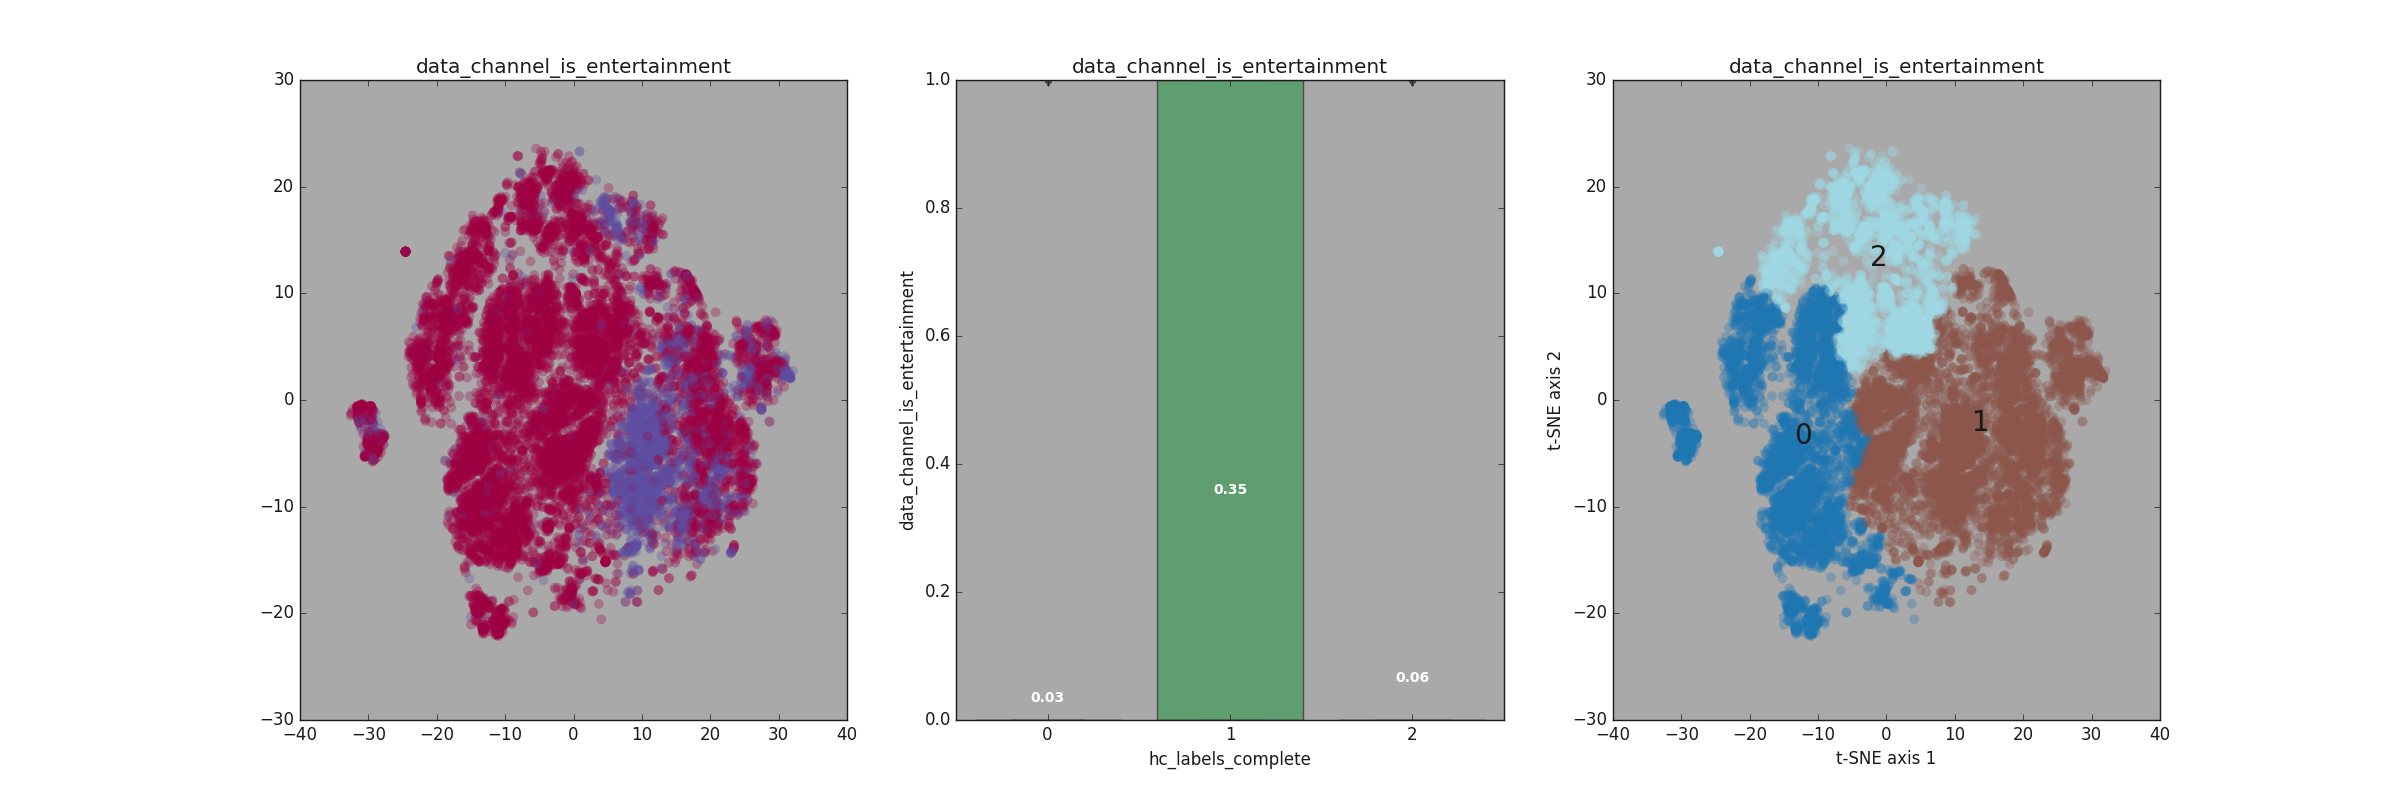 data_channel_is_entertainment
30
20
10
0
−10
−20
−30
−40 −30 −20 −10 0 10 20 30 40
data_channel_is_entertainment
data_channel_is_entertainment
1.0
0.8
0.6
0.4
0.2
0.0
0.03
0.35
0.06
0 1 2
hc_labels_complete
data_channel_is_entertainment
t-SNE axis 2
30
20
10
0
−10
−20
−30
2
0
1
−40 −30 −20 −10 0 10 20 30 40
t-SNE axis 1